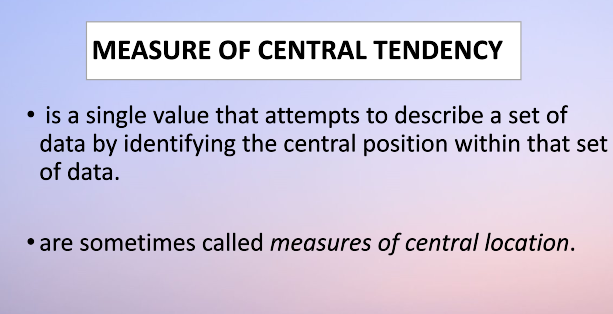 MEASURE OF CENTRAL TENDENCY
• is a single value that attempts to describe a set of
data by identifying the central position within that set
of data.
• are sometimes called measures of central location.